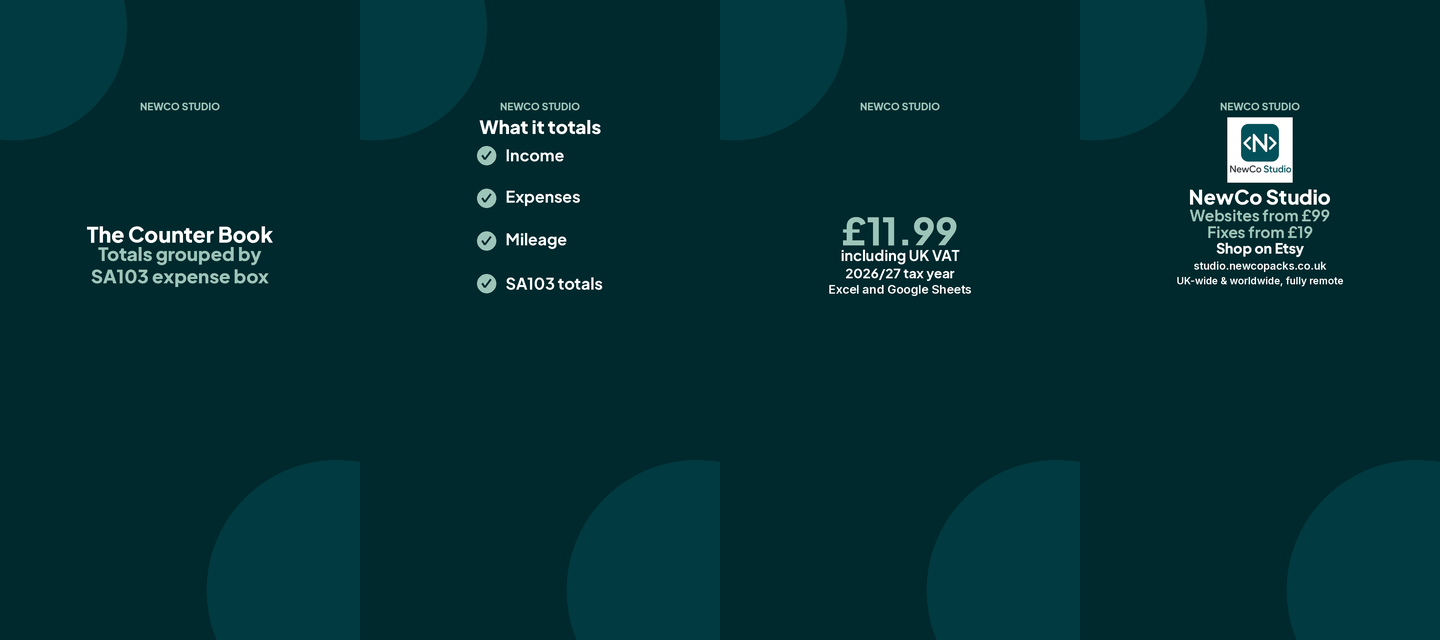 NEWCO STUDIO
The Counter Book
Totals grouped by
SA103 expense box
NEWCO STUDIO
What it totals
Income
Expenses
Mileage
SA103 totals
NEWCO STUDIO
£11.99
including UK VAT
2026/27 tax year
Excel and Google Sheets
NEWCO STUDIO
<N>
NewCo Studio
NewCo Studio
Websites from £99
Fixes from £19
Shop on Etsy
studio.newcopacks.co.uk
UK-wide & worldwide, fully remote